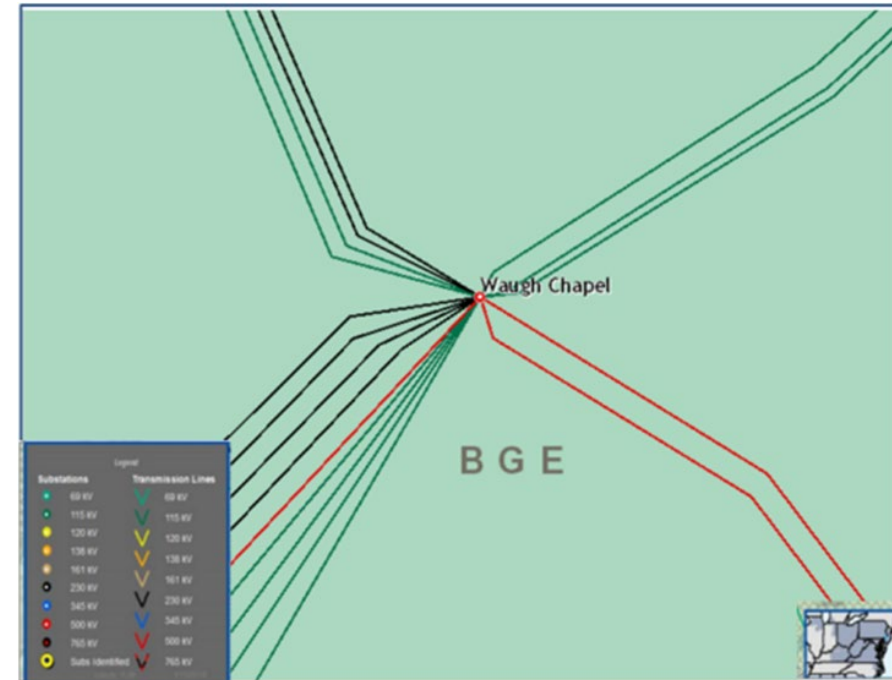 Waugh Chapel
B G E
Legend
Substations Transmission Lines
69 kV 69 kV
115 kV 115 kV
120 kV 120 kV
138 kV 138 kV
161 kV 161 kV
230 kV 230 kV
345 kV 345 kV
500 kV 500 kV
765 kV 765 kV
Subs Identified